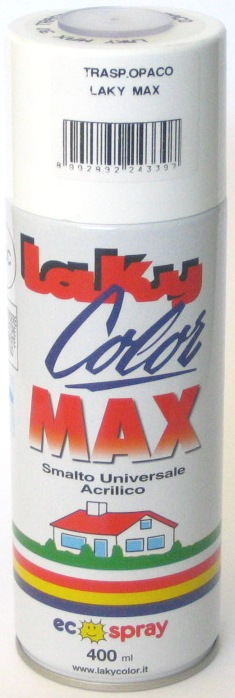 TRASP.OPACO
LAKY MAX
8 002892 243397
Laky
Color
MAX
Smalto Universale
Acrilico
eco spray
400 ml
www.lakycolor.it